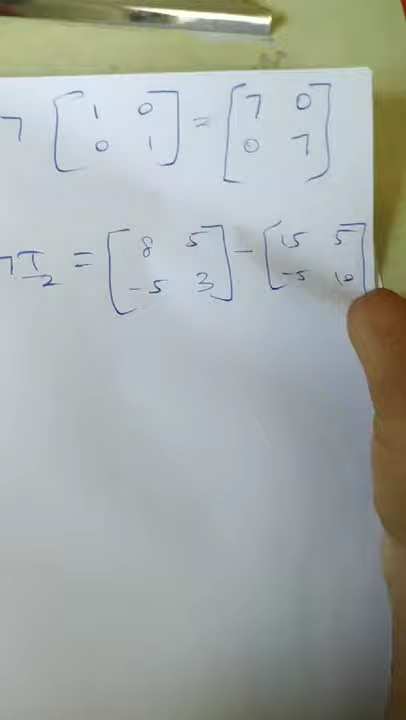 7 [1 0 0 1] = [7 0 0 7]
7I2 = [8 5 -5 3] - [15 5 -5 10]